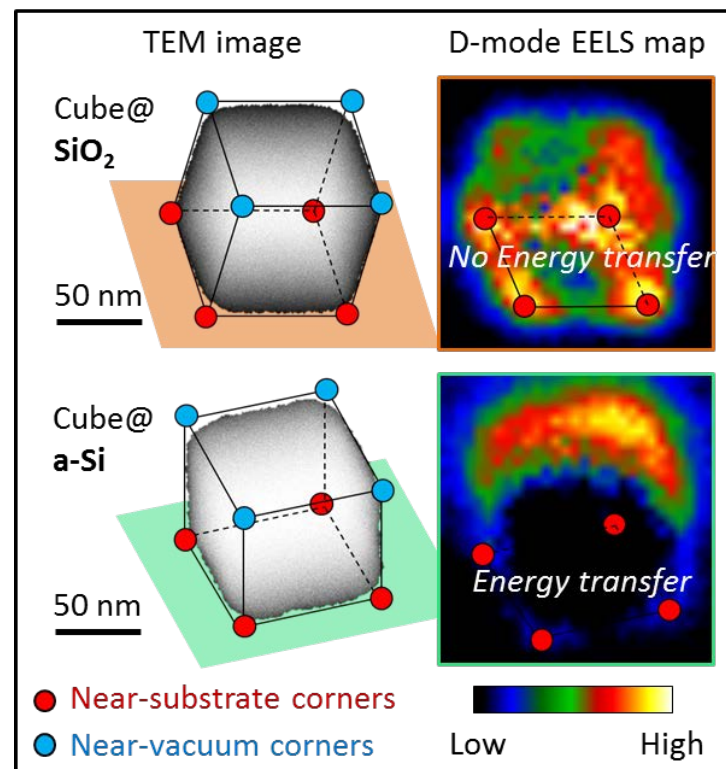 TEM image
D-mode EELS map
Cube@
SiO₂
No Energy transfer
50 nm
Cube@
a-Si
Energy transfer
50 nm
Near-substrate corners
Near-vacuum corners
Low
High